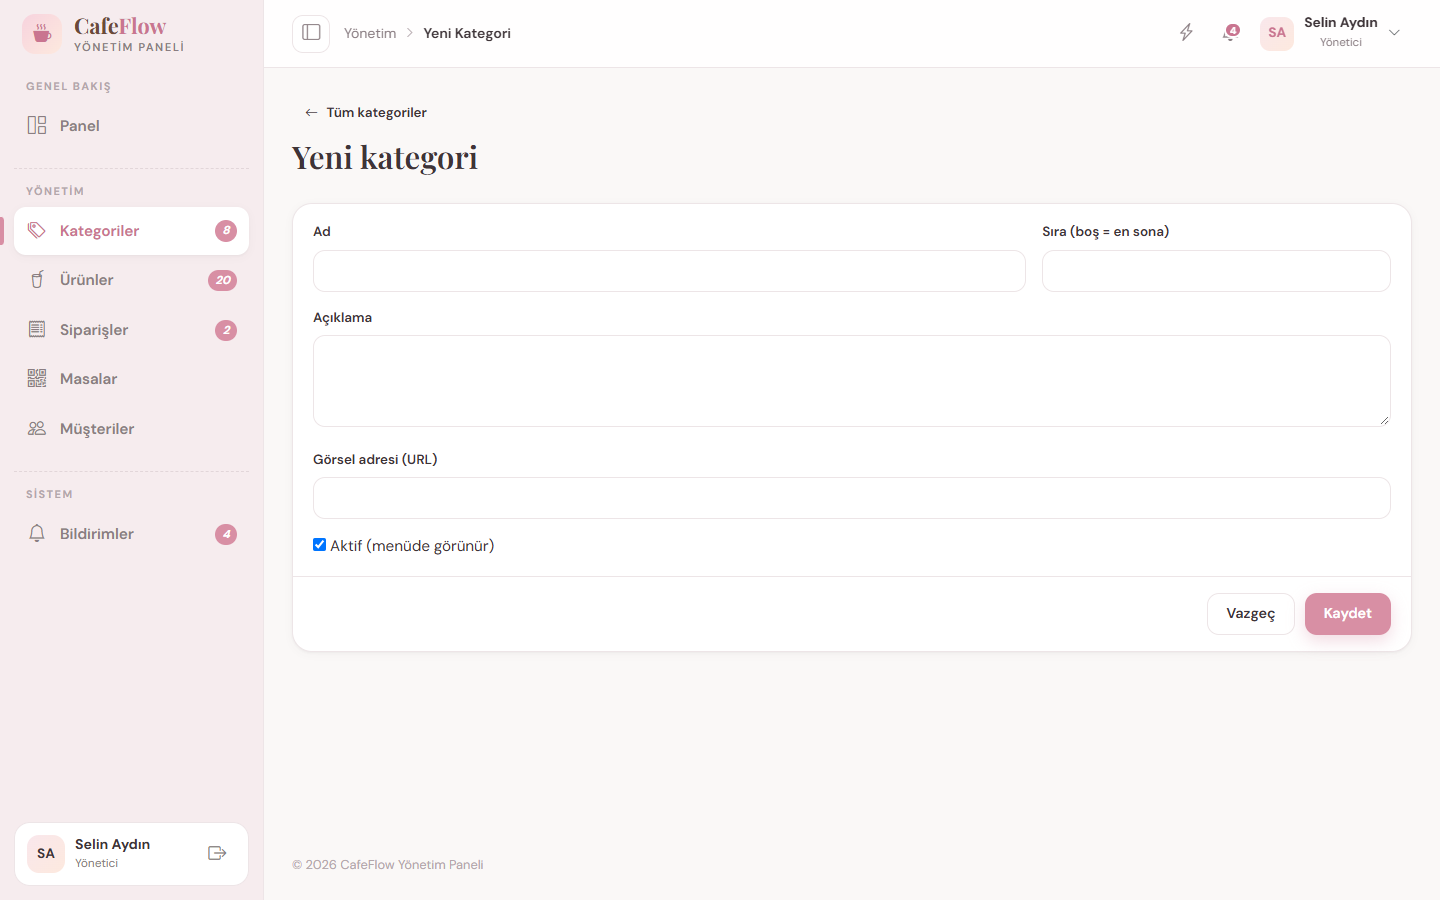 CafeFlow
YÖNETİM PANELİ
GENEL BAKIŞ
Panel
YÖNETİM
Kategoriler 8
Ürünler 20
Siparişler 2
Masalar
Müşteriler
SİSTEM
Bildirimler 4
SA Selin Aydın
Yönetici
Yönetim Yeni Kategori
4
SA Selin Aydın
Yönetici
← Tüm kategoriler
Yeni kategori
Ad
Sıra (boş = en sona)
Açıklama
Görsel adresi (URL)
Aktif (menüde görünür)
Vazgeç Kaydet
© 2026 CafeFlow Yönetim Paneli